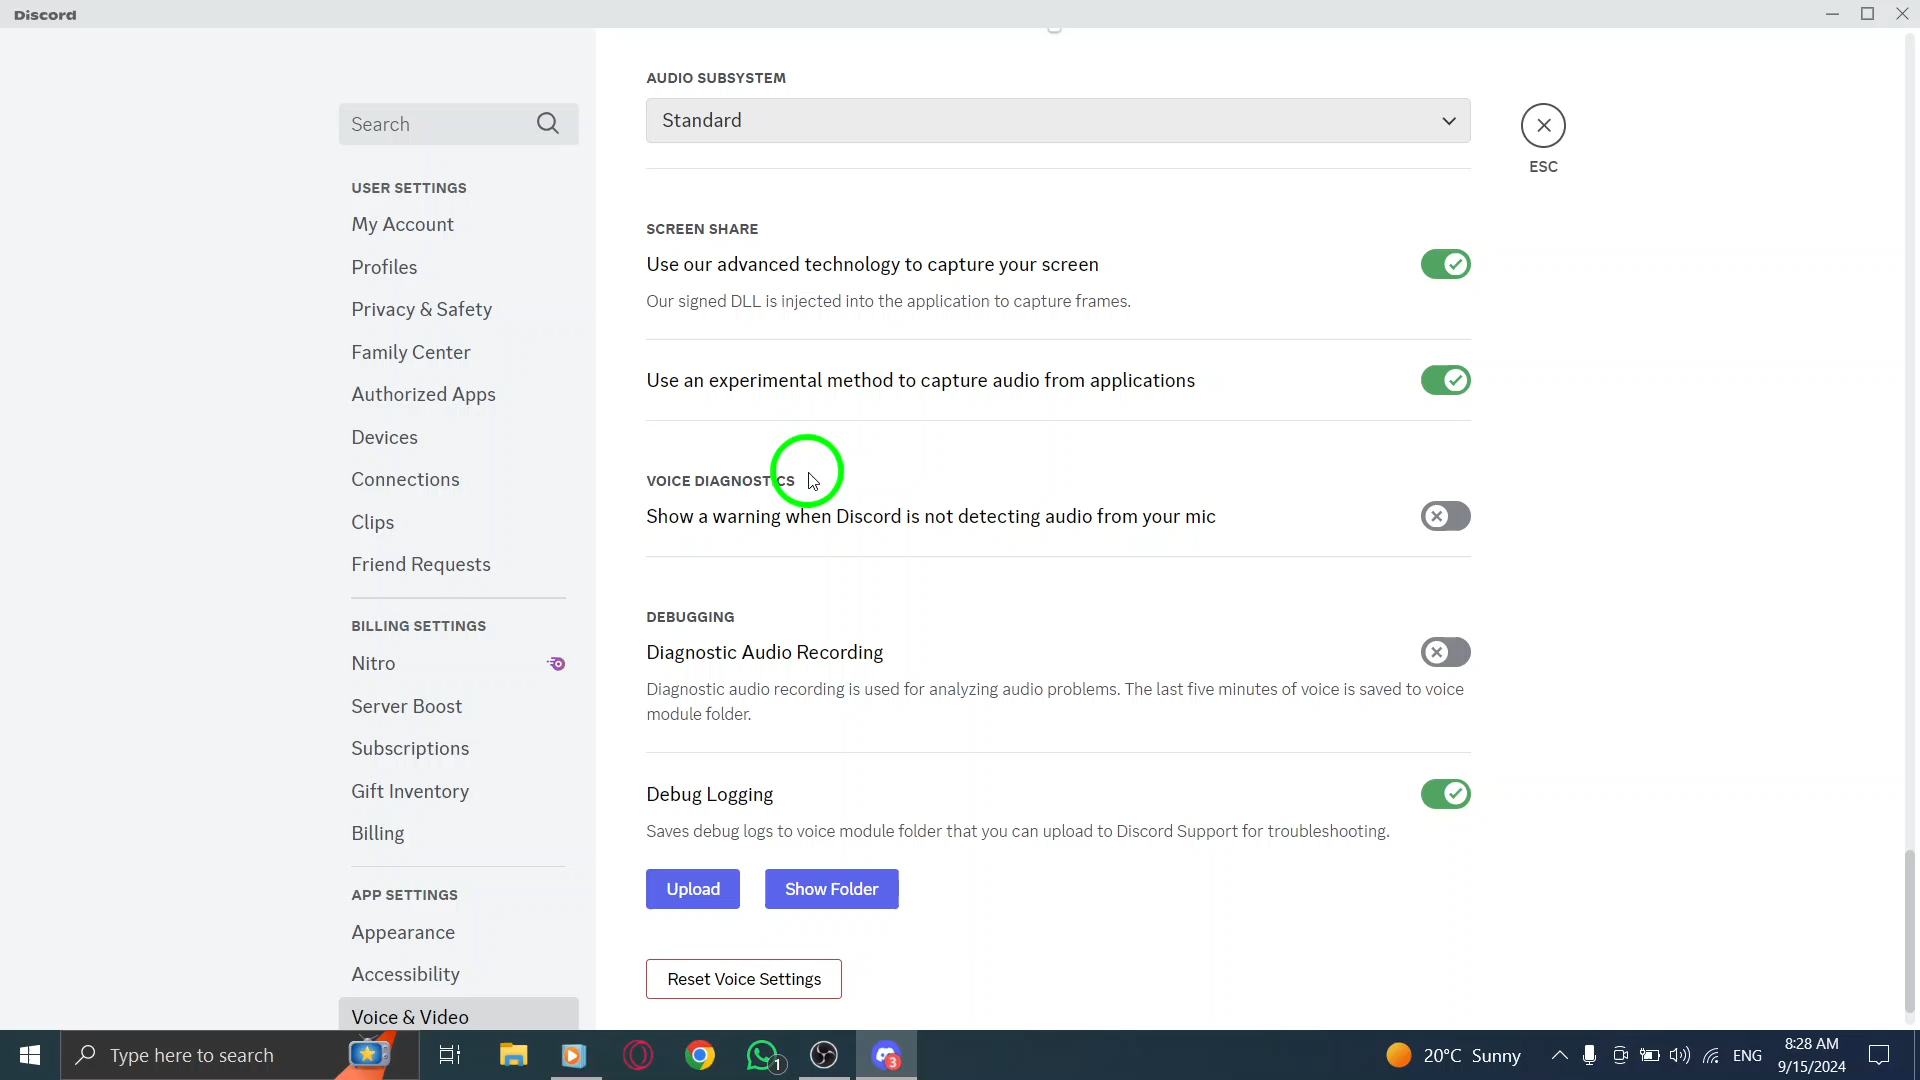 Discord
Search
USER SETTINGS
My Account
Profiles
Privacy & Safety
Family Center
Authorized Apps
Devices
Connections
Clips
Friend Requests
BILLING SETTINGS
Nitro
Server Boost
Subscriptions
Gift Inventory
Billing
APP SETTINGS
Appearance
Accessibility
Voice & Video
AUDIO SUBSYSTEM
Standard
ESC
SCREEN SHARE
Use our advanced technology to capture your screen
Our signed DLL is injected into the application to capture frames.
Use an experimental method to capture audio from applications
VOICE DIAGNOSTICS
Show a warning when Discord is not detecting audio from your mic
DEBUGGING
Diagnostic Audio Recording
Diagnostic audio recording is used for analyzing audio problems. The last five minutes of voice is saved to voice
module folder.
Debug Logging
Saves debug logs to voice module folder that you can upload to Discord Support for troubleshooting.
Upload
Show Folder
Reset Voice Settings
Type here to search
1
3
20°C Sunny
ENG
8:28 AM
9/15/2024